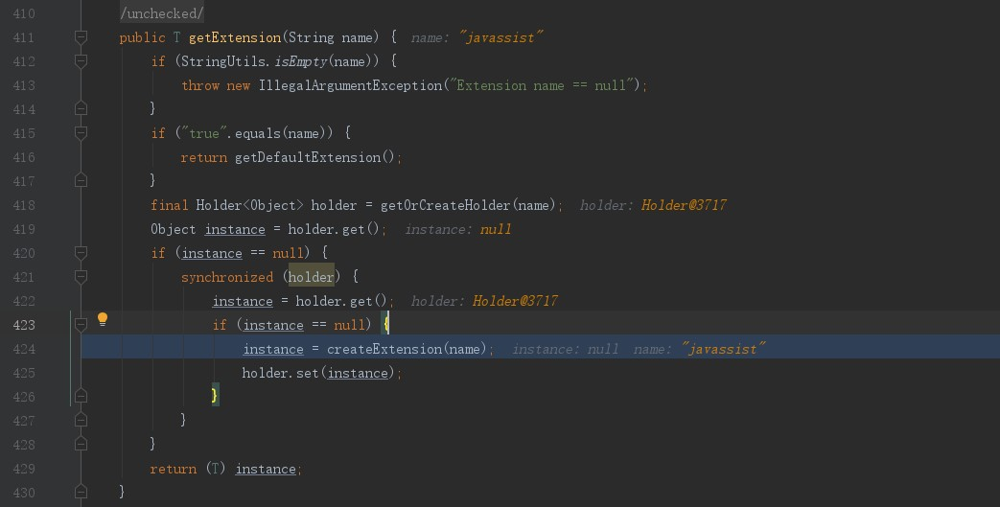 410 /unchecked/
411 public T getExtension(String name) { name: "javassist"
412 if (StringUtils.isEmpty(name)) {
413 throw new IllegalArgumentException("Extension name == null");
414 }
415 if ("true".equals(name)) {
416 return getDefaultExtension();
417 }
418 final Holder<Object> holder = getOrCreateHolder(name); holder: Holder@3717
419 Object instance = holder.get(); instance: null
420 if (instance == null) {
421 synchronized (holder) {
422 instance = holder.get(); holder: Holder@3717
423 if (instance == null) {
424 instance = createExtension(name); instance: null name: "javassist"
425 holder.set(instance);
426 }
427 }
428 }
429 return (T) instance;
430 }